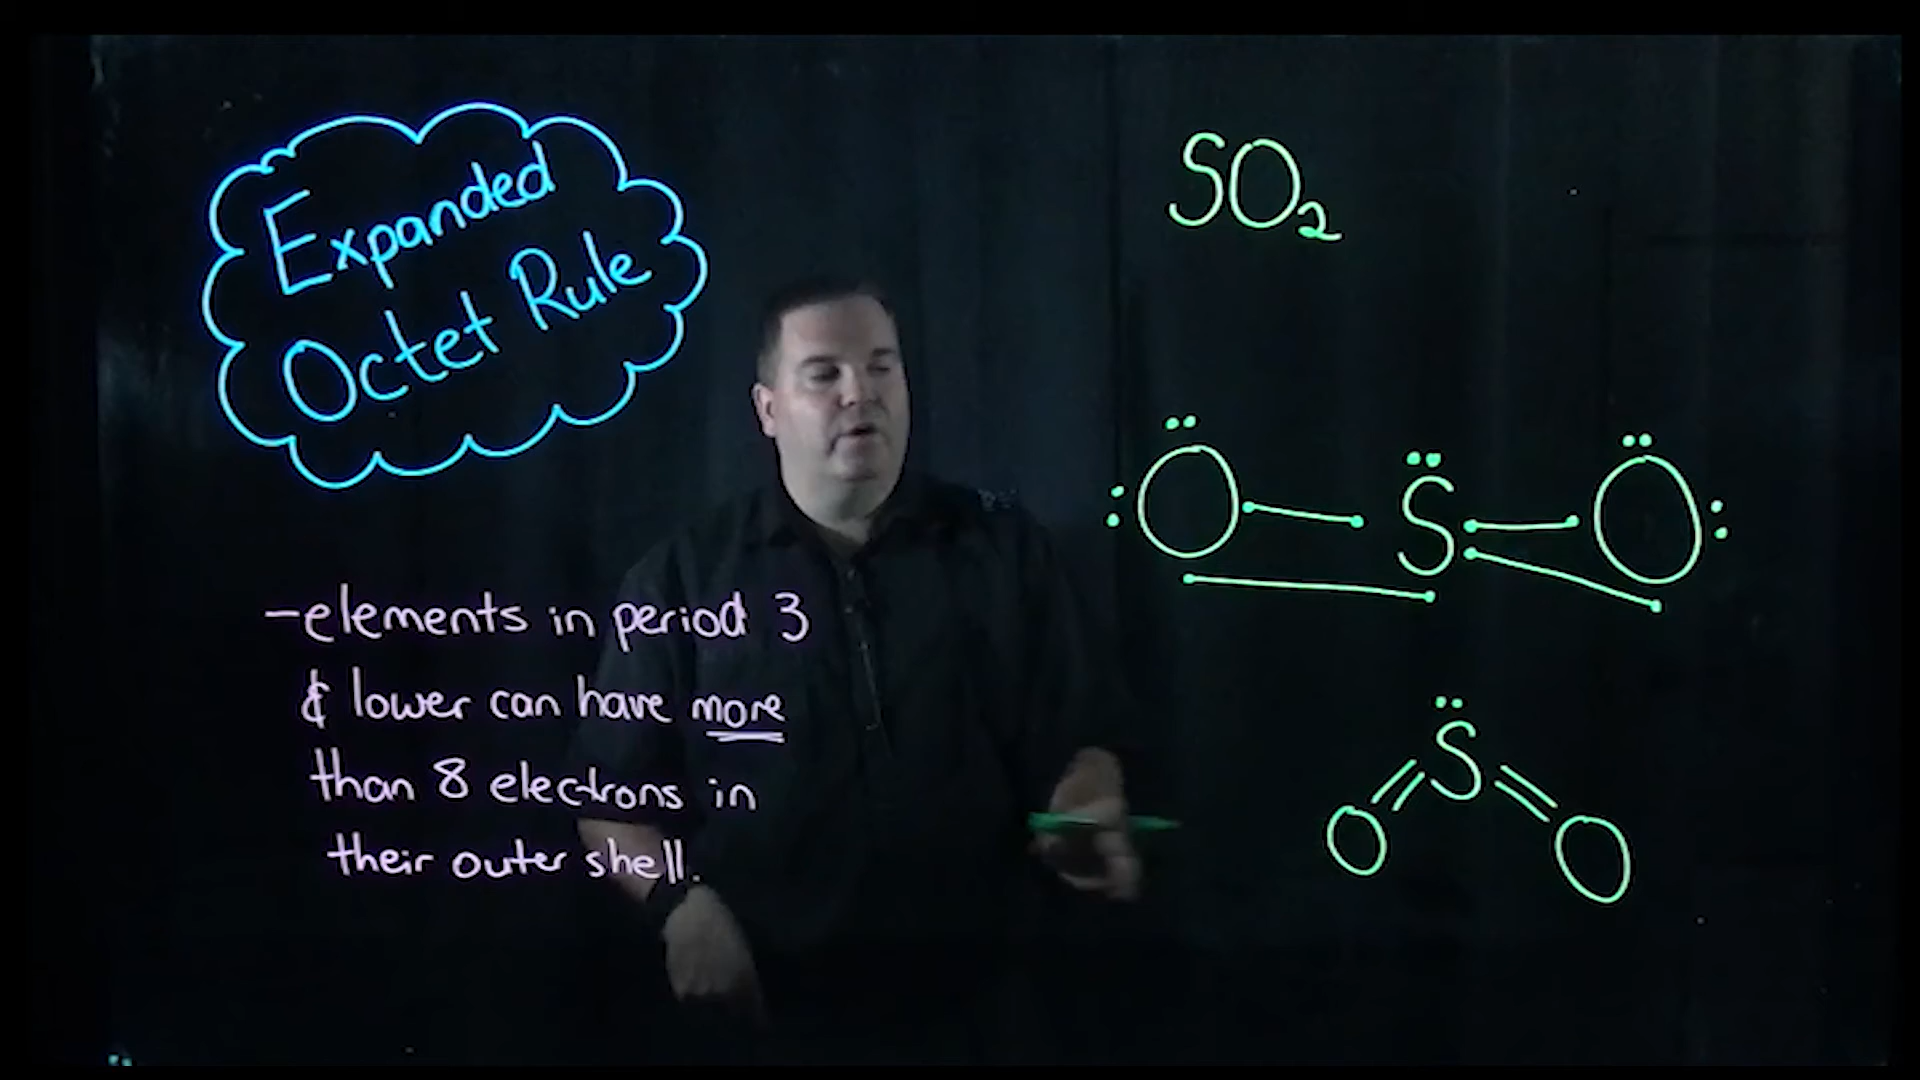 Expanded
Octet Rule
-elements in period 3
& lower can have more
than 8 electrons in
their outer shell.
SO₂
O S O
S
O O